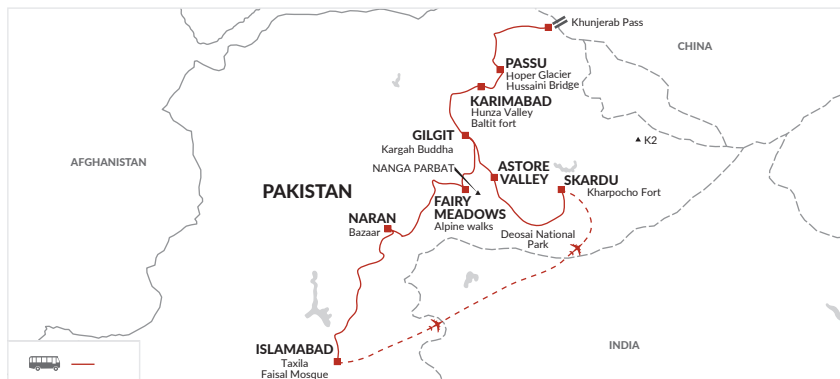 Khunjerab Pass
CHINA
PASSU
Hoper Glacier
Hussaini Bridge
KARIMABAD
Hunza Valley
Baltit fort
GILGIT
Kargah Buddha
K2
AFGHANISTAN
NANGA PARBAT
ASTORE
VALLEY
SKARDU
Kharpocho Fort
PAKISTAN
FAIRY
MEADOWS
Alpine walks
NARAN
Bazaar
Deosai National
Park
ISLAMABAD
Taxila
Faisal Mosque
INDIA